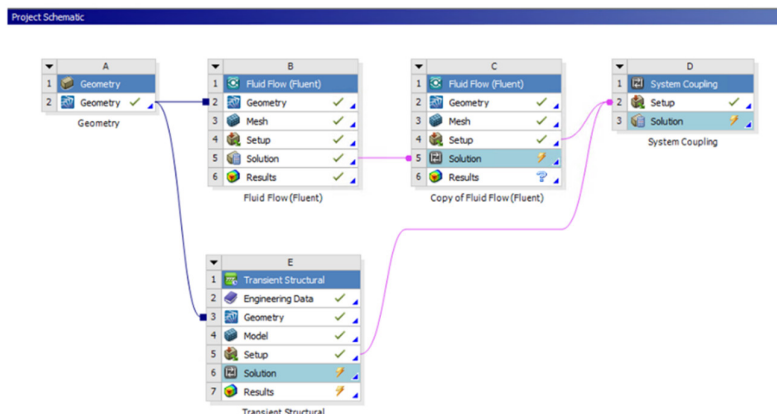 Project Schematic
A
1 Geometry
2 Geometry
Geometry
B
1 Fluid Flow (Fluent)
2 Geometry
3 Mesh
4 Setup
5 Solution
6 Results
Fluid Flow (Fluent)
C
1 Fluid Flow (Fluent)
2 Geometry
3 Mesh
4 Setup
5 Solution
6 Results
Copy of Fluid Flow (Fluent)
D
1 System Coupling
2 Setup
3 Solution
System Coupling
E
1 Transient Structural
2 Engineering Data
3 Geometry
4 Model
5 Setup
6 Solution
7 Results
Transient Structural